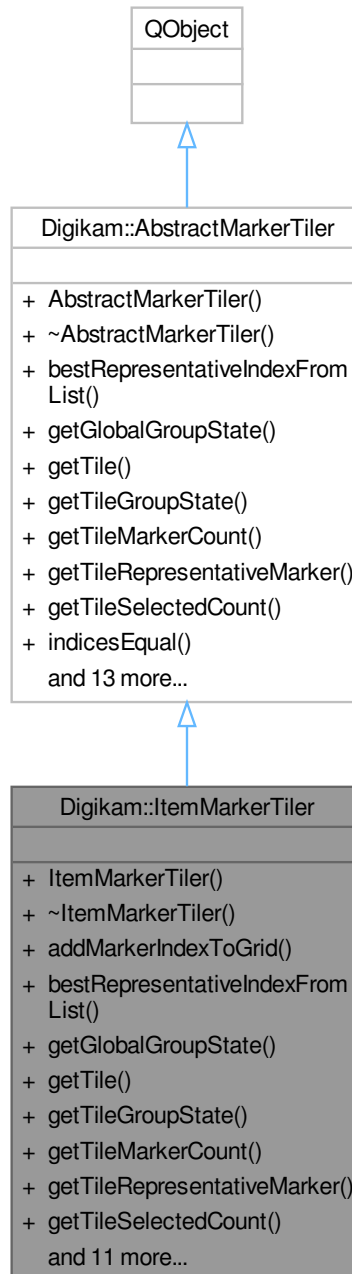 QObject
Digikam::AbstractMarkerTiler
+ AbstractMarkerTiler()
+ ~AbstractMarkerTiler()
+ bestRepresentativeIndexFrom
List()
+ getGlobalGroupState()
+ getTile()
+ getTileGroupState()
+ getTileMarkerCount()
+ getTileRepresentativeMarker()
+ getTileSelectedCount()
+ indicesEqual()
and 13 more...
Digikam::ItemMarkerTiler
+ ItemMarkerTiler()
+ ~ItemMarkerTiler()
+ addMarkerIndexToGrid()
+ bestRepresentativeIndexFrom
List()
+ getGlobalGroupState()
+ getTile()
+ getTileGroupState()
+ getTileMarkerCount()
+ getTileRepresentativeMarker()
+ getTileSelectedCount()
and 11 more...